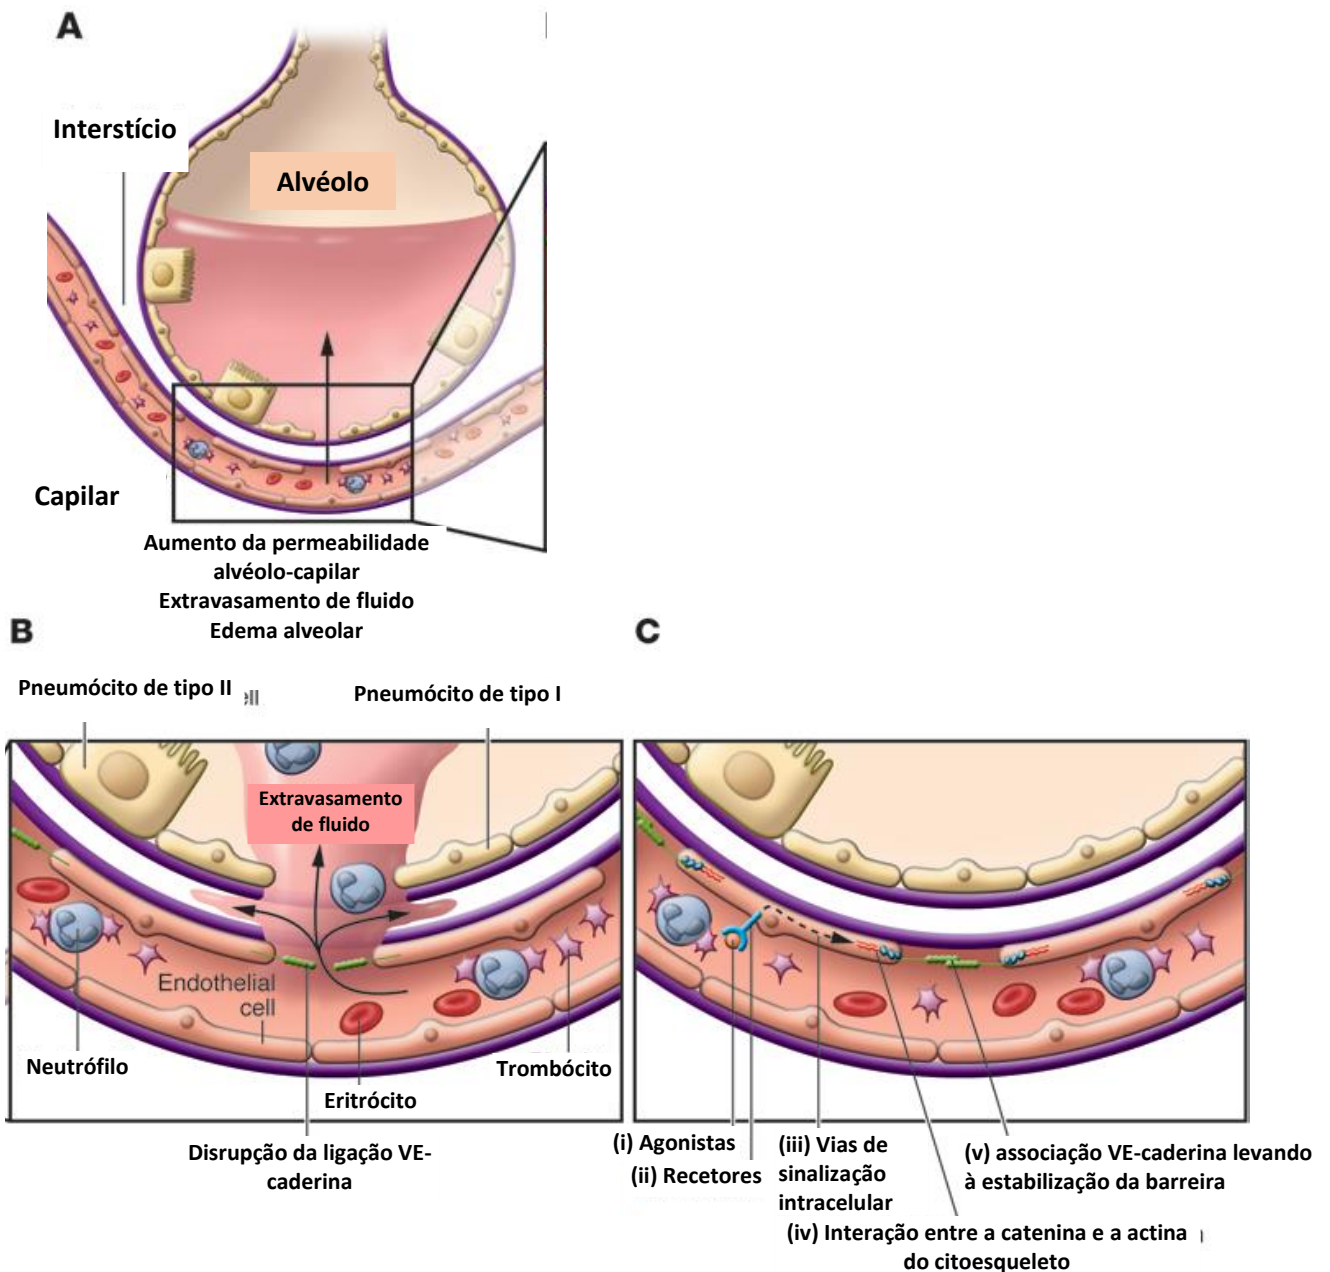 A
Interstício
Alvéolo
Capilar
Aumento da permeabilidade
alvéolo-capilar
Extravasamento de fluido
Edema alveolar
B
Pneumócito de tipo II
ell
Pneumócito de tipo I
Extravasamento
de fluido
Endothelial
cell
Neutrófilo
Trombócito
Eritrócito
Disrupção da ligação VE-
caderina
C
(i) Agonistas
(ii) Recetores
(iii) Vias de
sinalização
intracelular
(v) associação VE-caderina levando
à estabilização da barreira
(iv) Interação entre a catenina e a actina
do citoesqueleto